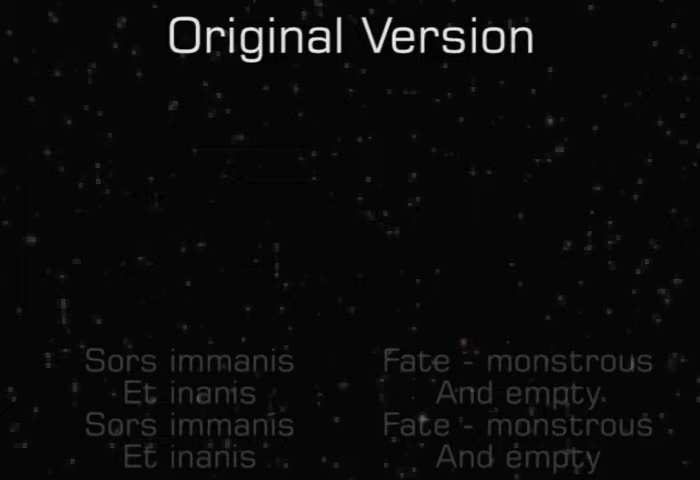 Original Version
Sors immanis
Et inanis
Sors immanis
Et inanis
Fate - monstrous
And empty
Fate - monstrous
And empty